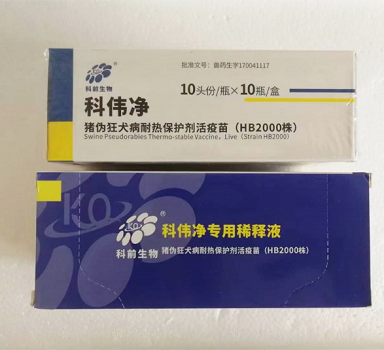 批准文号：兽药生字170041117
科前生物
®
10头份/瓶×10瓶/盒
科伟净
猪伪狂犬病耐热保护剂活疫苗（HB2000株）
Swine Pseudorabies Thermo-stable Vaccine, Live (Strain HB2000)
KQ
®
科伟净专用稀释液
科前生物
猪伪狂犬病耐热保护剂活疫苗（HB2000株）